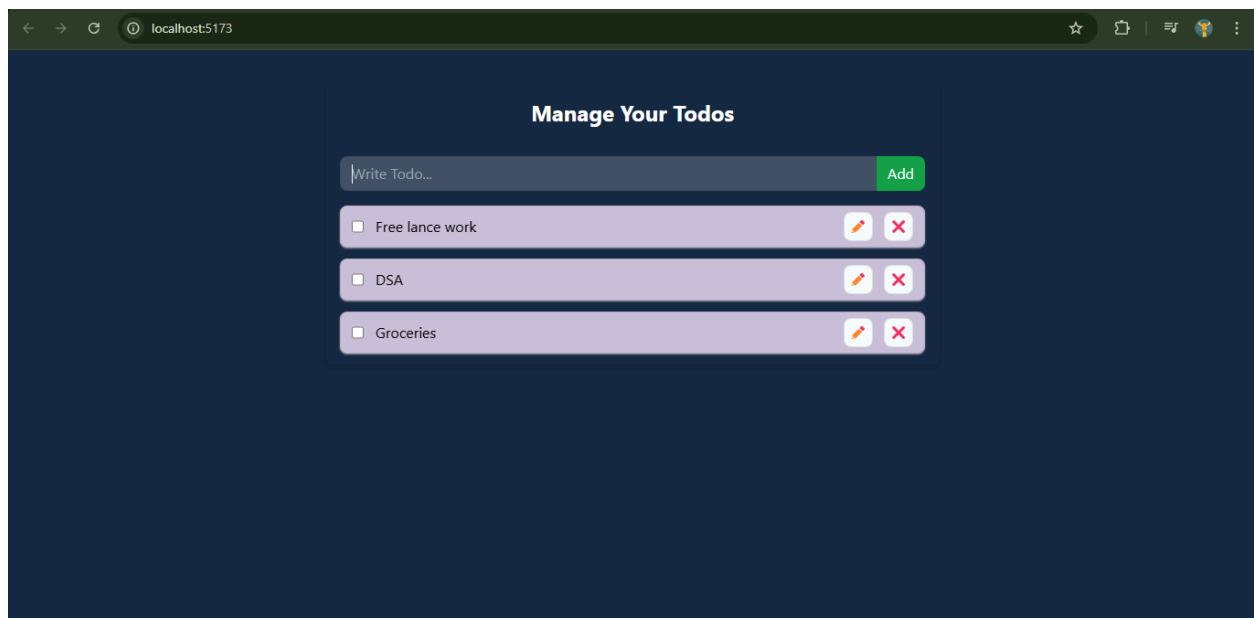 localhost:5173
Manage Your Todos
Write Todo...
Add
Free lance work
DSA
Groceries